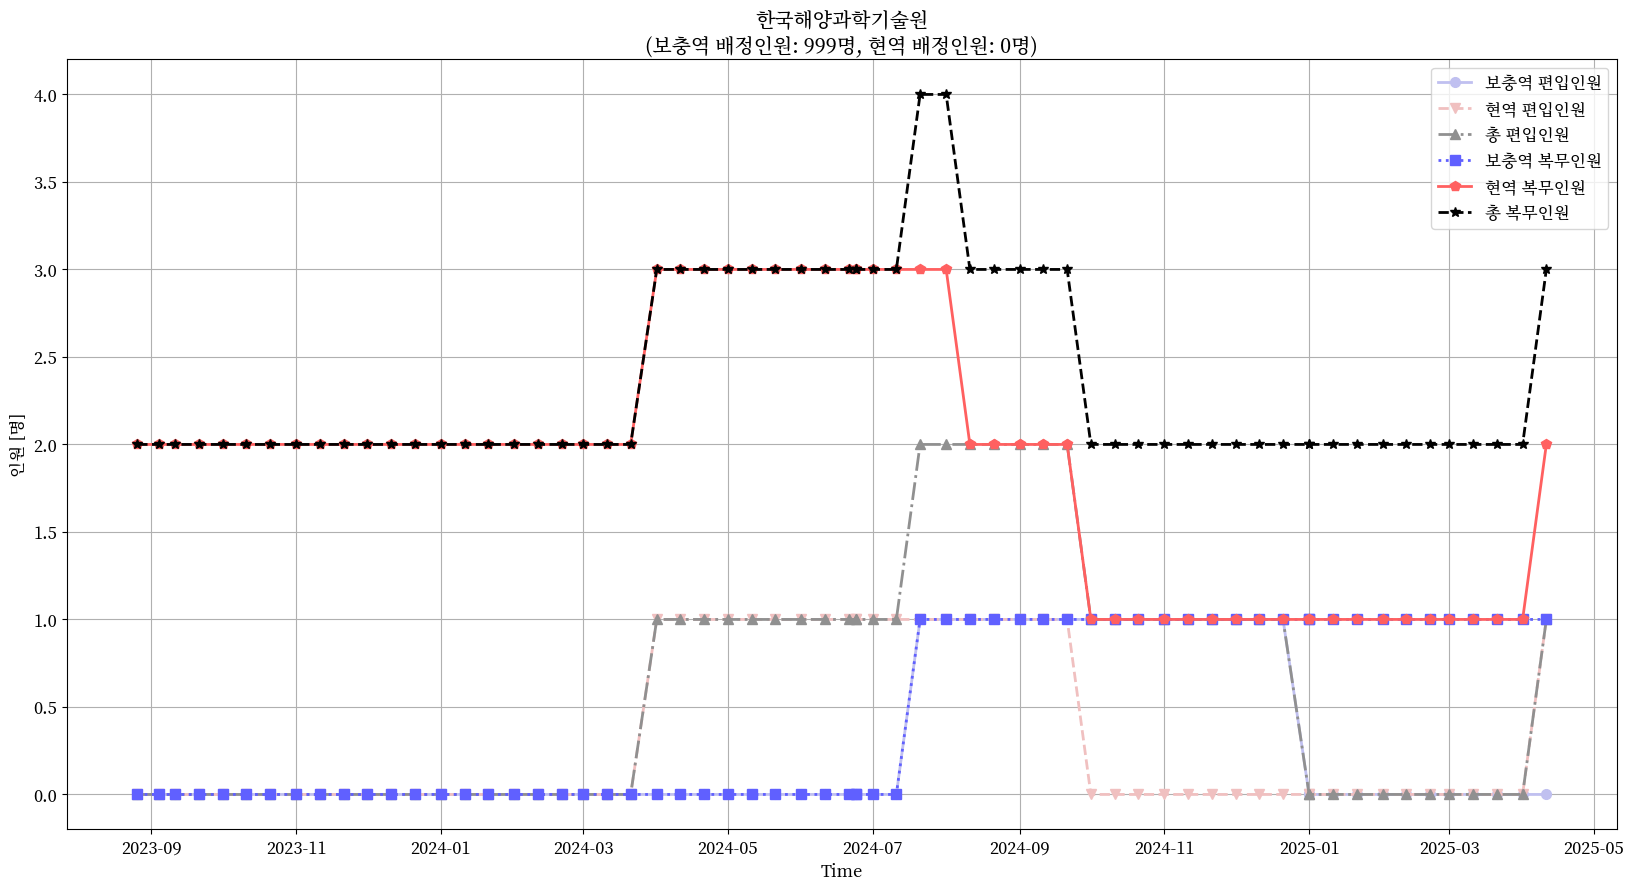 한국해양과학기술원
(보충역 배정인원: 999명, 현역 배정인원: 0명)
보충역 편입인원
현역 편입인원
총 편입인원
보충역 복무인원
현역 복무인원
총 복무인원
인원 [명]
4.0
3.5
3.0
2.5
2.0
1.5
1.0
0.5
0.0
2023-09
2023-11
2024-01
2024-03
2024-05
2024-07
2024-09
2024-11
2025-01
2025-03
2025-05
Time